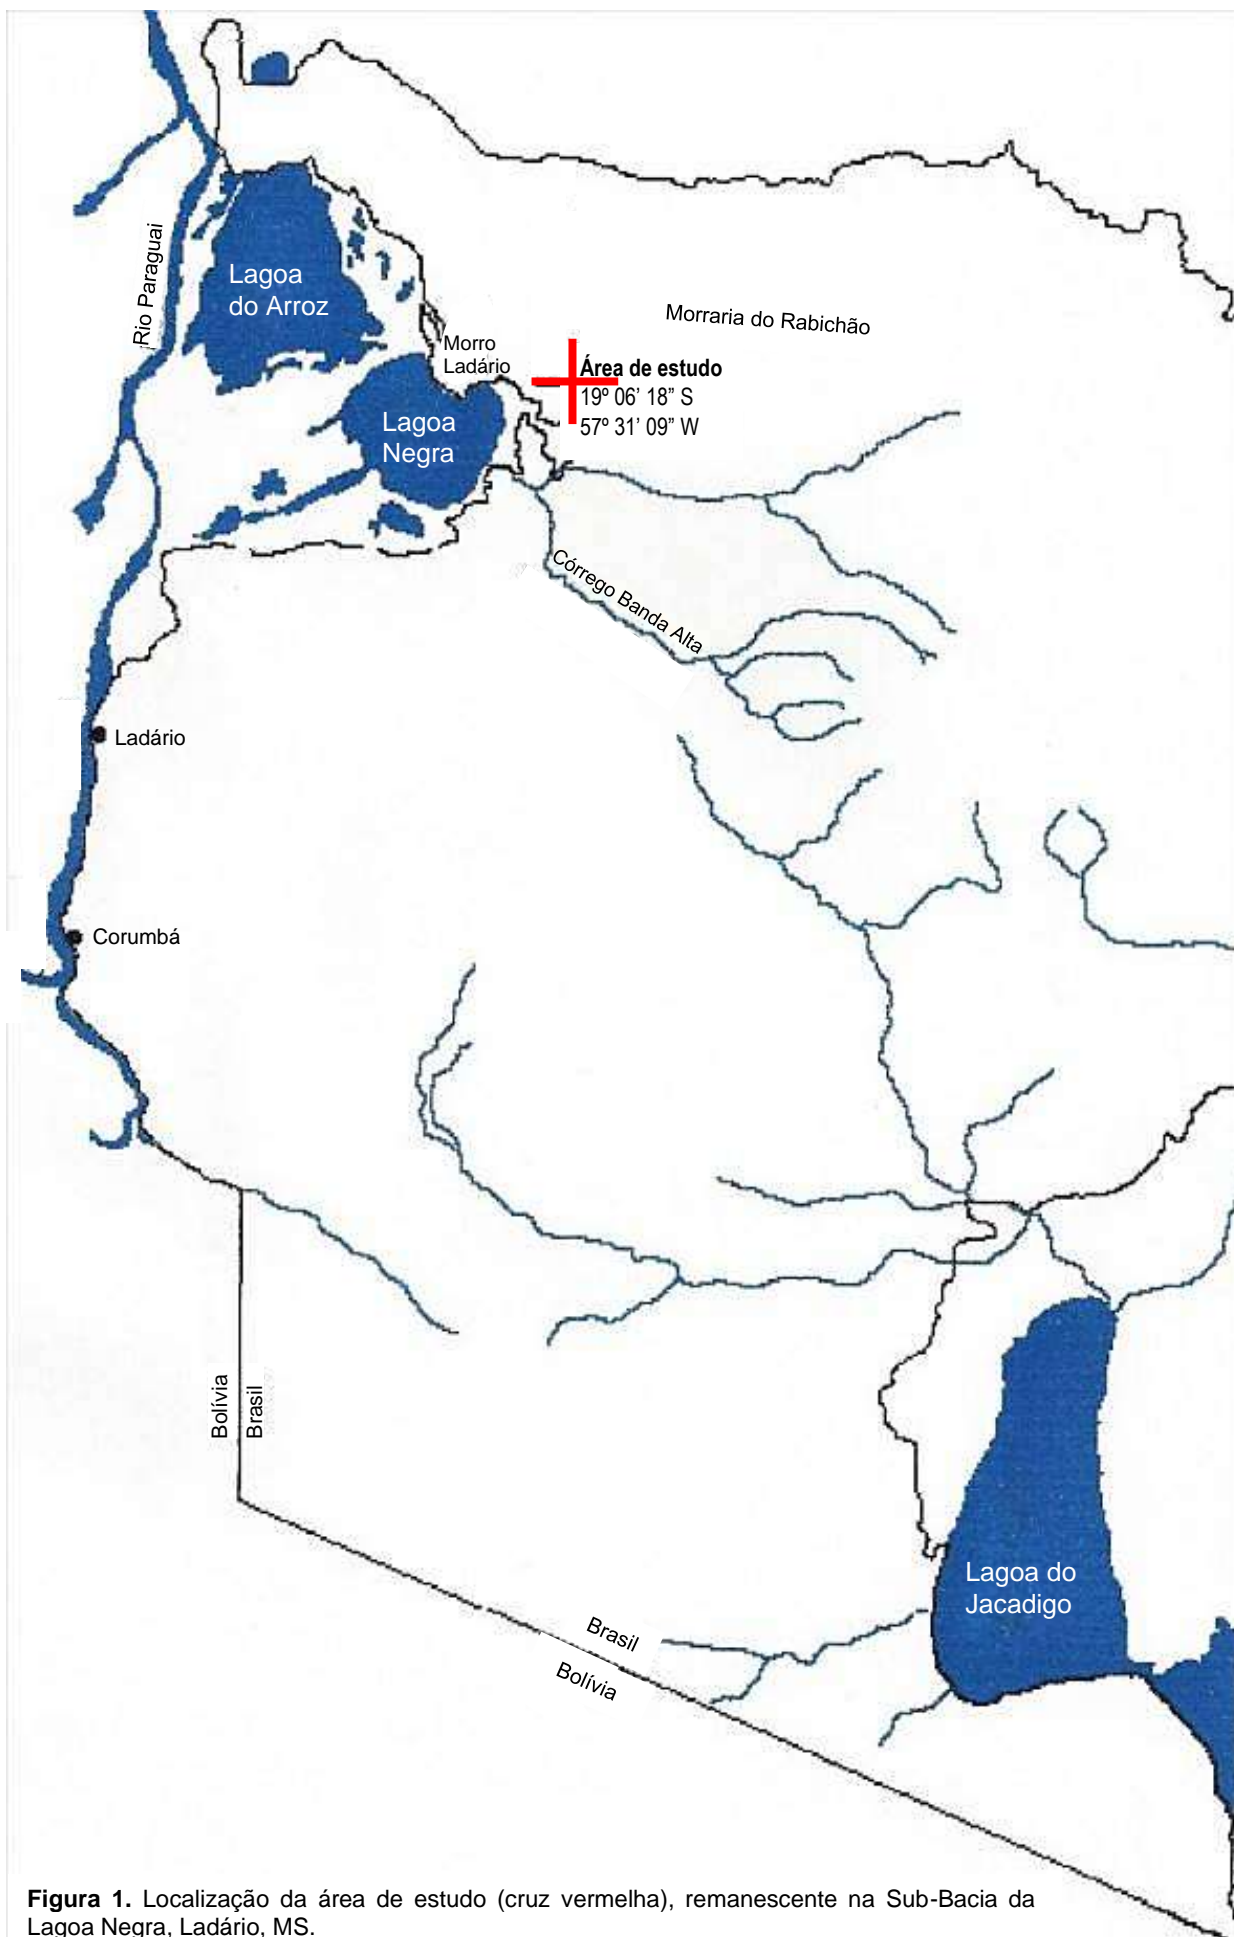 Rio Paraguai
Lagoa
do Arroz
Morraria do Rabichão
Morro
Ladário
Área de estudo
19º 06’ 18” S
57º 31’ 09” W
Lagoa
Negra
Córrego Banda Alta
Ladário
Corumbá
Bolívia
Brasil
Lagoa do
Jacadigo
Brasil
Bolívia
Figura 1. Localização da área de estudo (cruz vermelha), remanescente na Sub-Bacia da
Lagoa Negra, Ladário, MS.